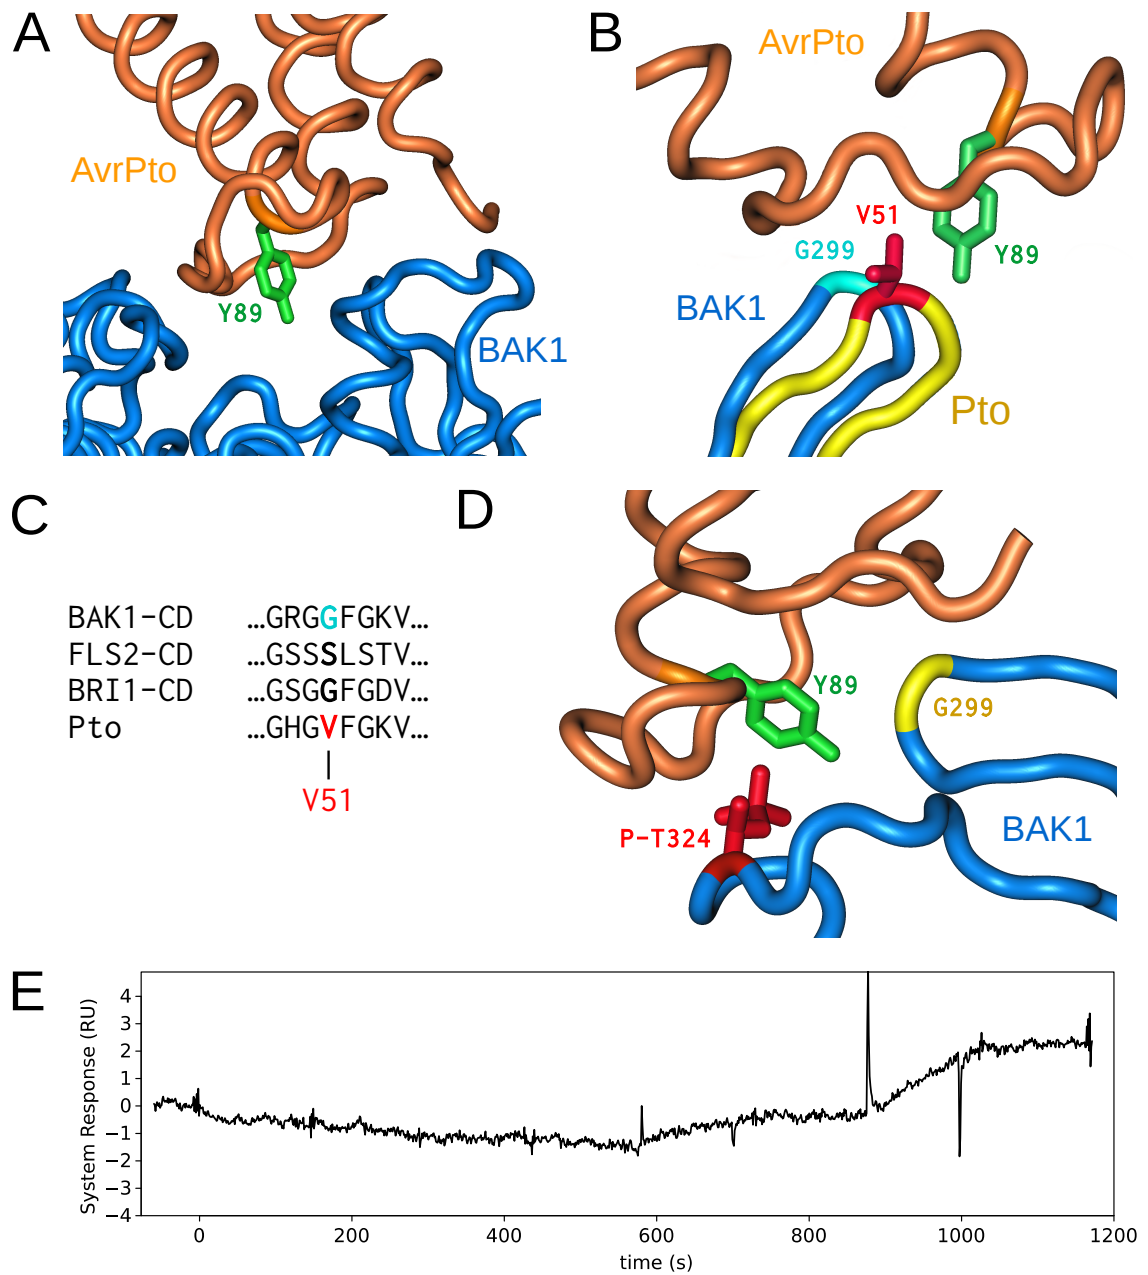 A
AvrPto
Y89
BAK1
B
AvrPto
V51
G299
Y89
BAK1
Pto
C
BAK1-CD ...GRGGFGKV...
FLS2-CD ...GSSSLSTV...
BRI1-CD ...GSGGFGDV...
Pto ...GHGVFGKV...
V51
D
Y89
G299
P-T324
BAK1
E
System Response (RU)
4
3
2
1
0
−1
−2
−3
−4
0 200 400 600 800 1000 1200
time (s)